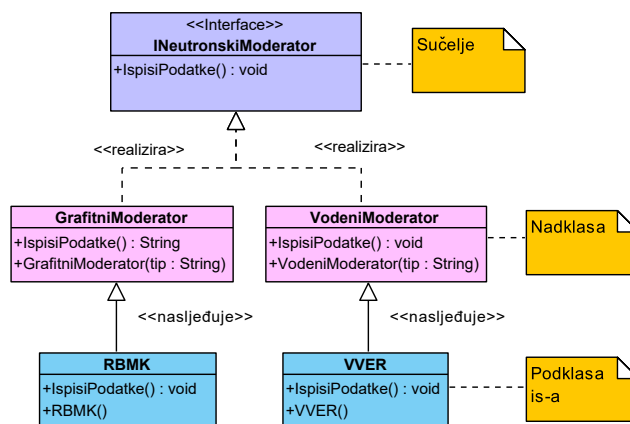 <<Interface>>
INeutronskiModerator
+IspisiPodatke() : void
Sučelje
<<realizira>>
<<realizira>>
GrafitniModerator
+IspisiPodatke() : String
+GrafitniModerator(tip : String)
VodeniModerator
+IspisiPodatke() : void
+VodeniModerator(tip : String)
Nadklasa
<<nasljeđuje>>
<<nasljeđuje>>
RBMK
+IspisiPodatke() : void
+RBMK()
VVER
+IspisiPodatke() : void
+VVER()
Podklasa
is-a